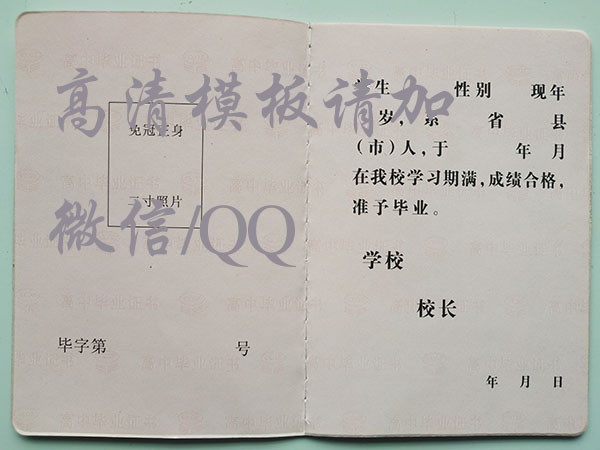 高清模板请加
微信/QQ
免冠正身
二寸照片
毕字第 号
学生 性别 现年
岁，系 省 县
（市）人，于 年 月
在我校学习期满，成绩合格，
准予毕业。
学校
校长
年 月 日